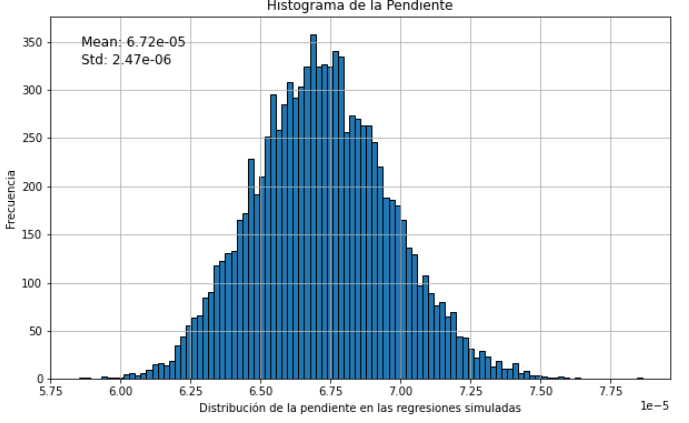 Histograma de la Pendiente
Mean: 6.72e-05
Std: 2.47e-06
350
300
250
200
150
100
50
0
Frecuencia
5.75
6.00
6.25
6.50
6.75
7.00
7.25
7.50
7.75
1e−5
Distribución de la pendiente en las regresiones simuladas